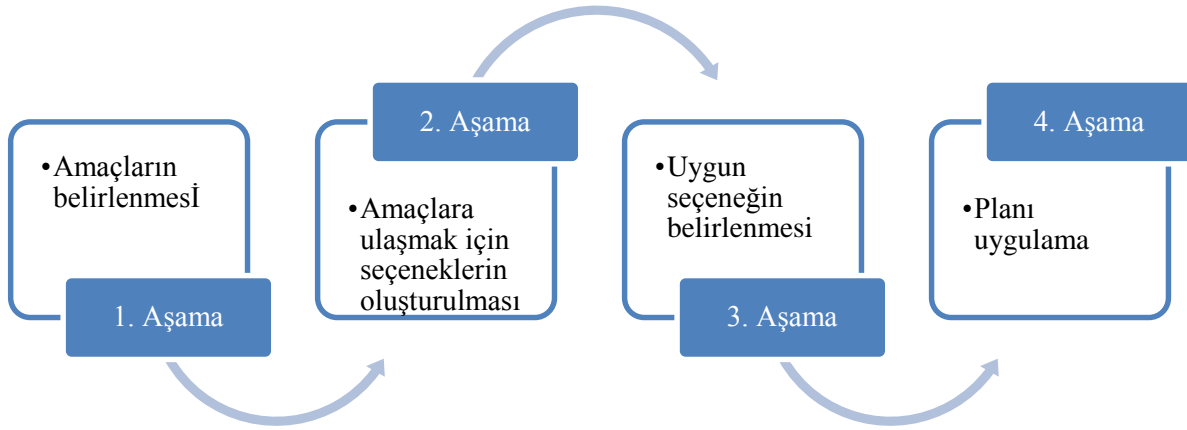 •Amaçların
belirlenmesİ
1. Aşama
2. Aşama
•Amaçlara
ulaşmak için
seçeneklerin
oluşturulması
•Uygun
seçeneğin
belirlenmesi
3. Aşama
4. Aşama
•Planı
uygulama